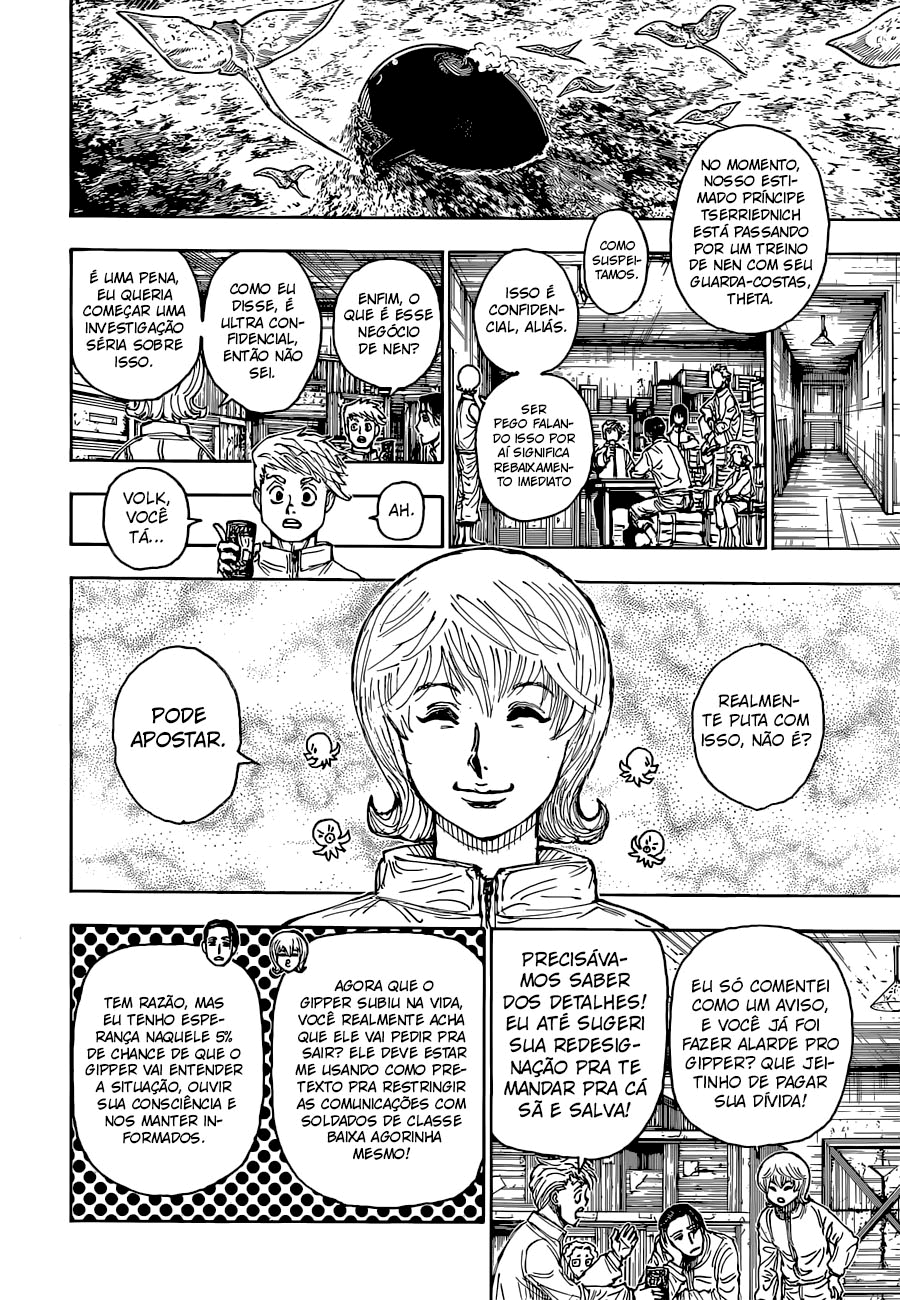 NO MOMENTO,
NOSSO ESTI-
MADO PRÍNCIPE
TSERRIEDNICH
ESTÁ PASSANDO
POR UM TREINO
DE NEN COM SEU
GUARDA-COSTAS,
THETA.
COMO
SUSPEI-
TAMOS.
ISSO É
CONFIDEN-
CIAL, ALIÁS.
SER
PEGO FALAN-
DO ISSO POR
AÍ SIGNIFICA
REBAIXAMEN-
TO IMEDIATO
ENFIM, O
QUE É ESSE
NEGÓCIO
DE NEN?
COMO EU
DISSE, É
ULTRA CON-
FIDENCIAL,
ENTÃO NÃO
SEI.
É UMA PENA,
EU QUERIA
COMEÇAR UMA
INVESTIGAÇÃO
SÉRIA SOBRE
ISSO.
AH.
VOLK,
VOCÊ
TÁ...
REALMEN-
TE PUTA COM
ISSO, NÃO É?
PODE
APOSTAR.
EU SÓ COMENTEI
COMO UM AVISO,
E VOCÊ JÁ FOI
FAZER ALARDE PRO
GIPPER? QUE JEI-
TINHO DE PAGAR
SUA DÍVIDA!
PRECISÁVA-
MOS SABER
DOS DETALHES!
EU ATÉ SUGERI
SUA REDESIG-
NAÇÃO PRA TE
MANDAR PRA CÁ
SÃ E SALVA!
AGORA QUE O
GIPPER SUBIU NA VIDA,
VOCÊ REALMENTE ACHA
QUE ELE VAI PEDIR PRA
SAIR? ELE DEVE ESTAR
ME USANDO COMO PRE-
TEXTO PRA RESTRINGIR
AS COMUNICAÇÕES COM
SOLDADOS DE CLASSE
BAIXA AGORINHA
MESMO!
TEM RAZÃO, MAS
EU TENHO ESPE-
RANÇA NAQUELE 5%
DE CHANCE DE QUE O
GIPPER VAI ENTENDER
A SITUAÇÃO, OUVIR
SUA CONSCIÊNCIA E
NOS MANTER IN-
FORMADOS.